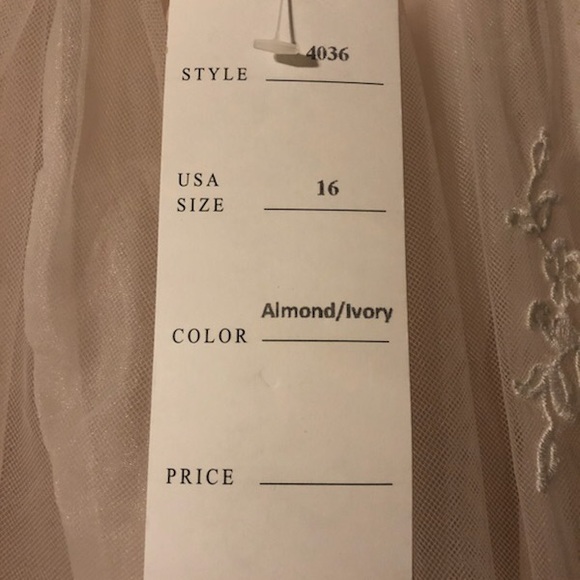 STYLE 4036
USA
SIZE 16
COLOR Almond/Ivory
PRICE